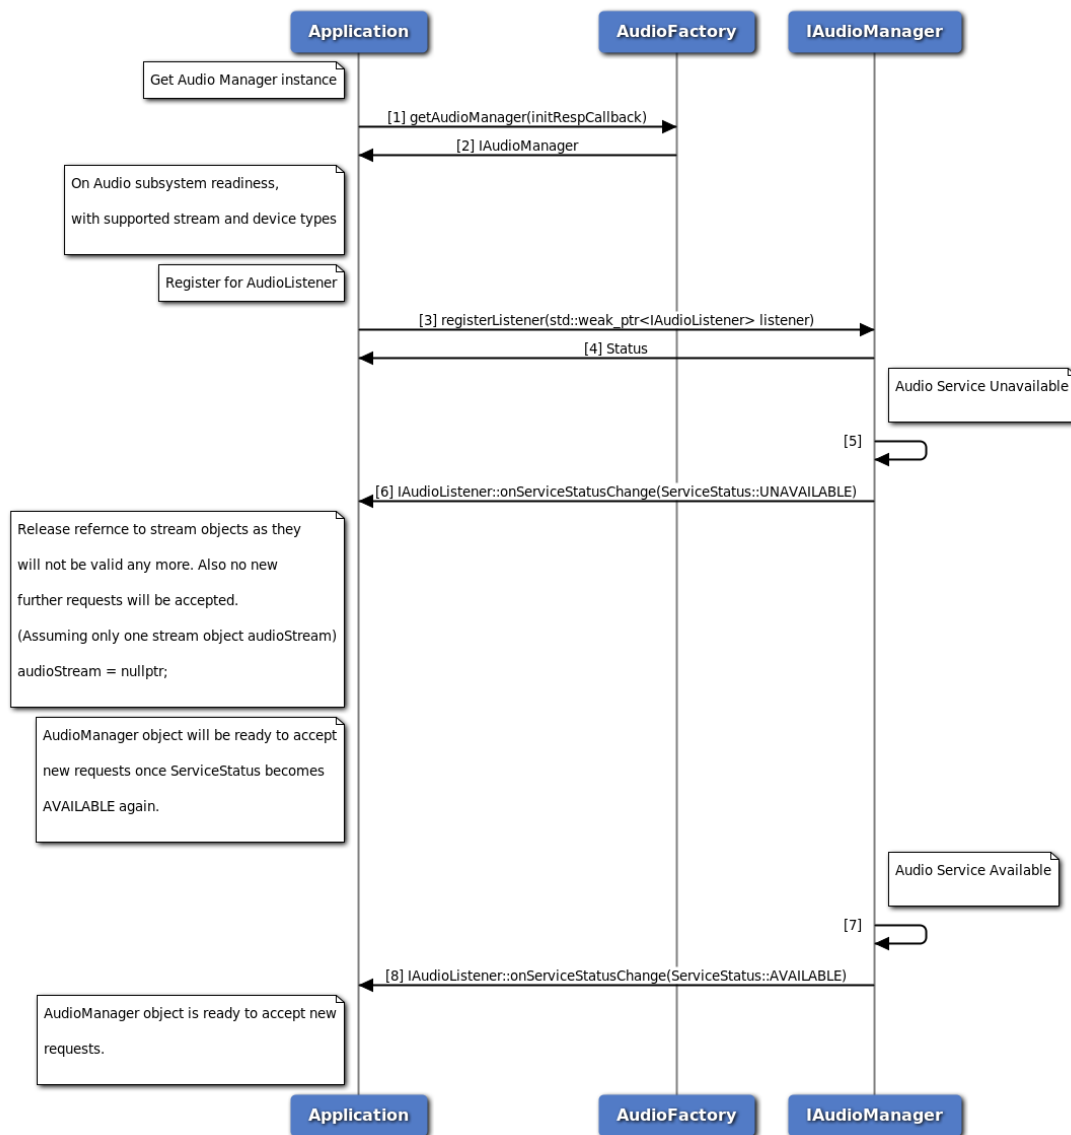 Application
AudioFactory
IAudioManager
Get Audio Manager instance
[1] getAudioManager(initRespCallback)
[2] IAudioManager
On Audio subsystem readiness,
with supported stream and device types
Register for AudioListener
[3] registerListener(std::weak_ptr<IAudioListener> listener)
[4] Status
Audio Service Unavailable
[5]
[6] IAudioListener::onServiceStatusChange(ServiceStatus::UNAVAILABLE)
Release refernce to stream objects as they
will not be valid any more. Also no new
further requests will be accepted.
(Assuming only one stream object audioStream)
audioStream = nullptr;
AudioManager object will be ready to accept
new requests once ServiceStatus becomes
AVAILABLE again.
Audio Service Available
[7]
[8] IAudioListener::onServiceStatusChange(ServiceStatus::AVAILABLE)
AudioManager object is ready to accept new
requests.
Application
AudioFactory
IAudioManager